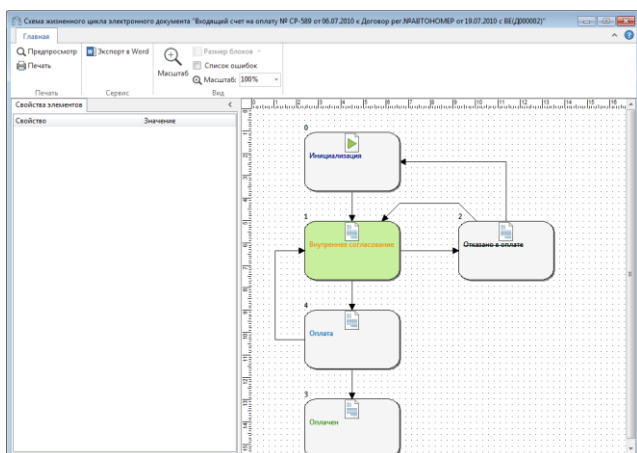 Схема жизненного цикла электронного документа "Входящий счет на оплату № СР-589 от 06.07.2010 к Договор рег.№АВТОНОМЕР от 19.07.2010 с ВЕ(Д000002)"
Главная
Предпросмотр
Печать
Экспорт в Word
Масштаб
Размер блоков
Список ошибок
Масштаб: 100%
Печать Сервис Вид
Свойства элементов
Свойство Значение
0
Инициализация
1
Внутреннее согласование
2
Отказано в оплате
4
Оплата
3
Оплачен